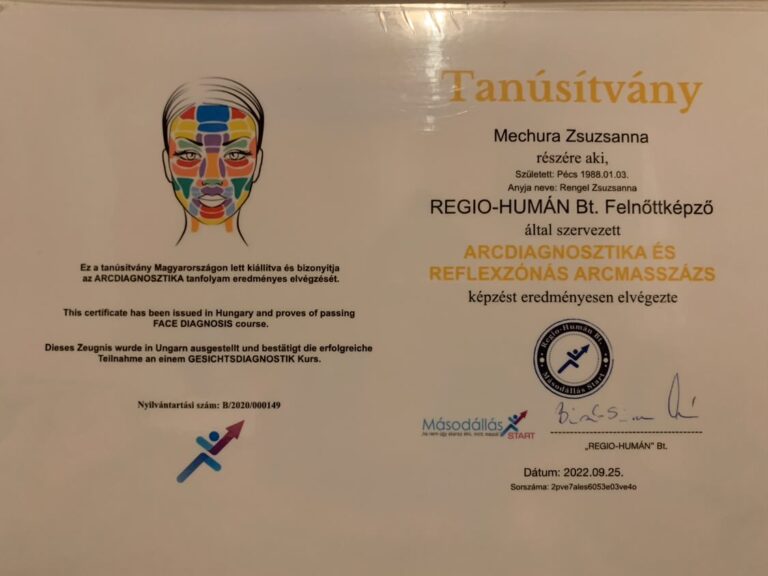 Ez a tanúsítvány Magyarországon lett kiállítva és bizonyítja
az ARCDIAGNOSZTIKA tanfolyam eredményes elvégzését.
This certificate has been issued in Hungary and proves of passing
FACE DIAGNOSIS course.
Dieses Zeugnis wurde in Ungarn ausgestellt und bestätigt die erfolgreiche
Teilnahme an einem GESICHTSDIAGNOSTIK Kurs.
Nyilvántartási szám: B/2020/000149
Tanúsítvány
Mechura Zsuzsanna
részére aki,
Született: Pécs 1988.01.03.
Anyja neve: Rengel Zsuzsanna
REGIO-HUMÁN Bt. Felnőttképző
által szervezett
ARCDIAGNOSZTIKA ÉS
REFLEXZÓNÁS ARCMASSZÁZS
képzést eredményesen elvégezte
Regio-Humán Bt.
Másodállás Start
Másodállás
START
„REGIO-HUMÁN" Bt.
Dátum: 2022.09.25.
Sorszáma: 2pve7ales6053e03ve4o